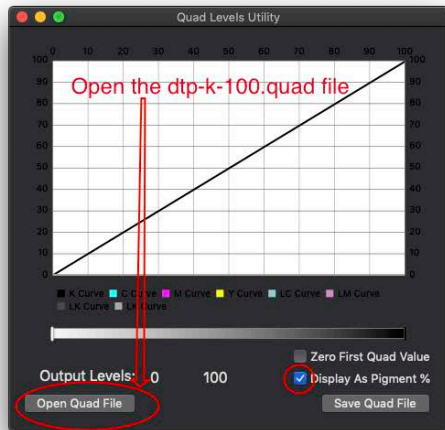 Quad Levels Utility
0 10 20 30 40 50 60 70 80 90 100
100 100
90 90
Open the dtp-k-100.quad file
80 80
70 70
60 60
50 50
40 40
30 30
20 20
10 10
0 0
K Curve C Curve M Curve Y Curve LC Curve LM Curve
LK Curve LK Curve
Zero First Quad Value
Output Levels: 0 100 Display As Pigment %
Open Quad File Save Quad File